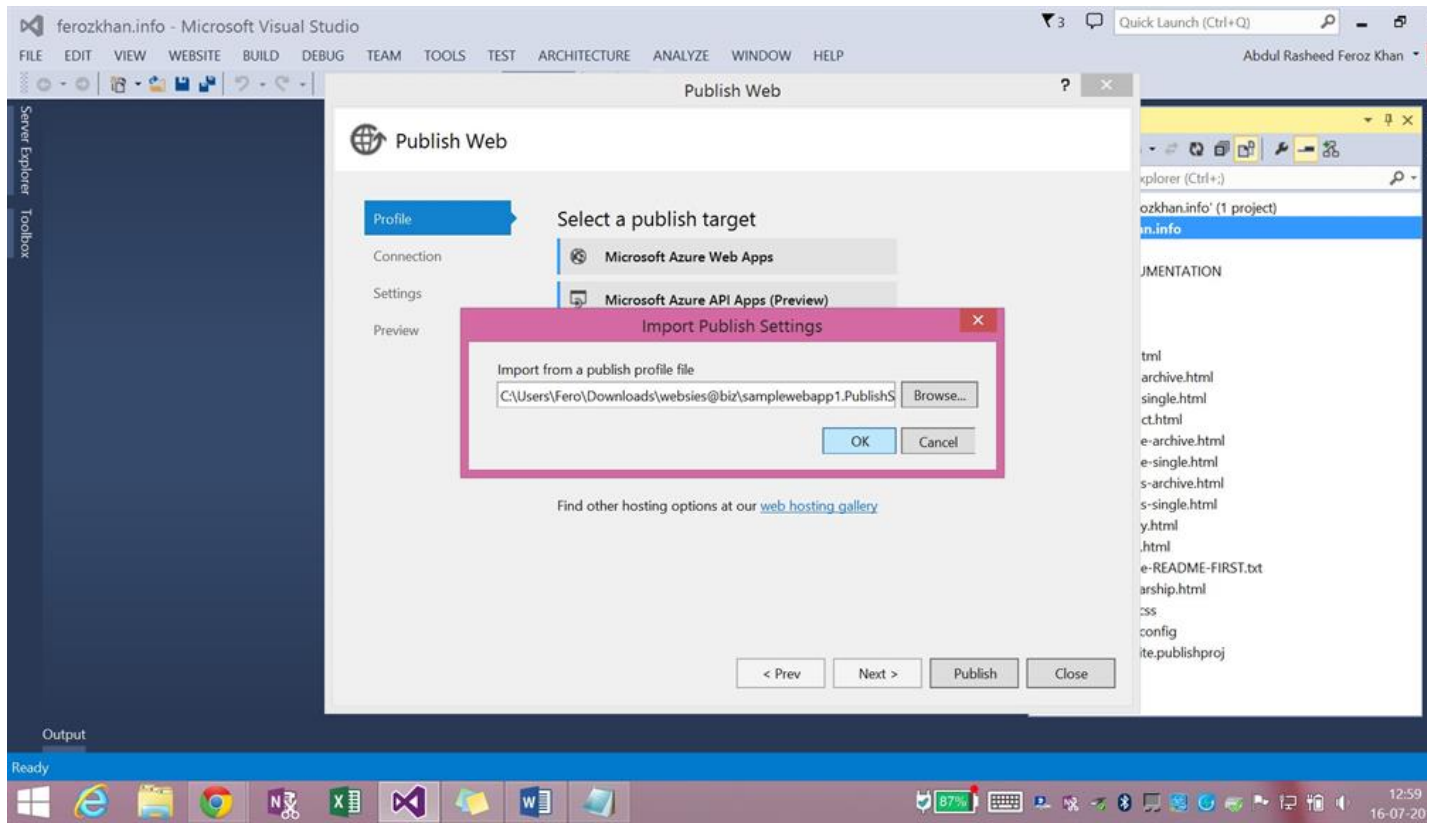 ferozkhan.info - Microsoft Visual Studio
3
Quick Launch (Ctrl+Q)
FILE EDIT VIEW WEBSITE BUILD DEBUG TEAM TOOLS TEST ARCHITECTURE ANALYZE WINDOW HELP
Abdul Rasheed Feroz Khan
Server Explorer
Toolbox
Publish Web
?
Publish Web
Profile
Connection
Settings
Preview
Select a publish target
Microsoft Azure Web Apps
Microsoft Azure API Apps (Preview)
Import Publish Settings
Import from a publish profile file
C:\Users\Fero\Downloads\websies@biz\samplewebapp1.PublishS
Browse...
OK
Cancel
Find other hosting options at our web hosting gallery
< Prev
Next >
Publish
Close
xplorer (Ctrl+;)
ozkhan.info' (1 project)
n.info
UMENTATION
tml
archive.html
single.html
ct.html
e-archive.html
e-single.html
s-archive.html
s-single.html
y.html
.html
e-README-FIRST.txt
arship.html
css
config
ite.publishproj
Output
Ready
87%
12:59
16-07-20